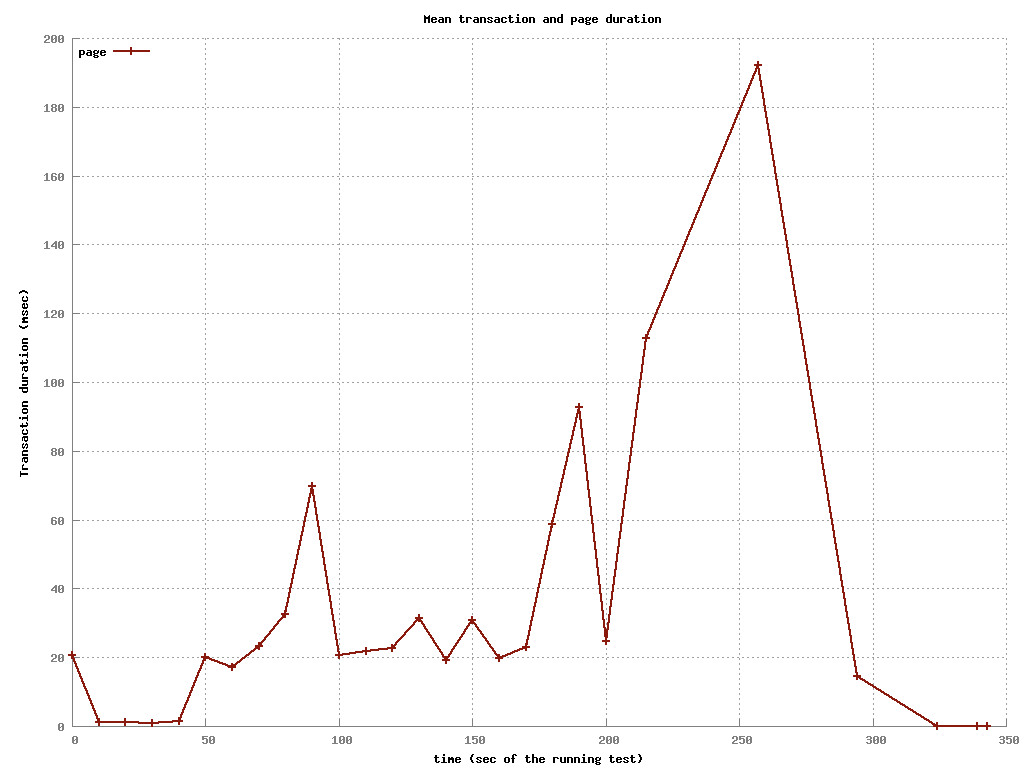 Mean transaction and page duration
page
200
180
160
140
120
100
80
60
40
20
0
Transaction duration (msec)
0 50 100 150 200 250 300 350
time (sec of the running test)